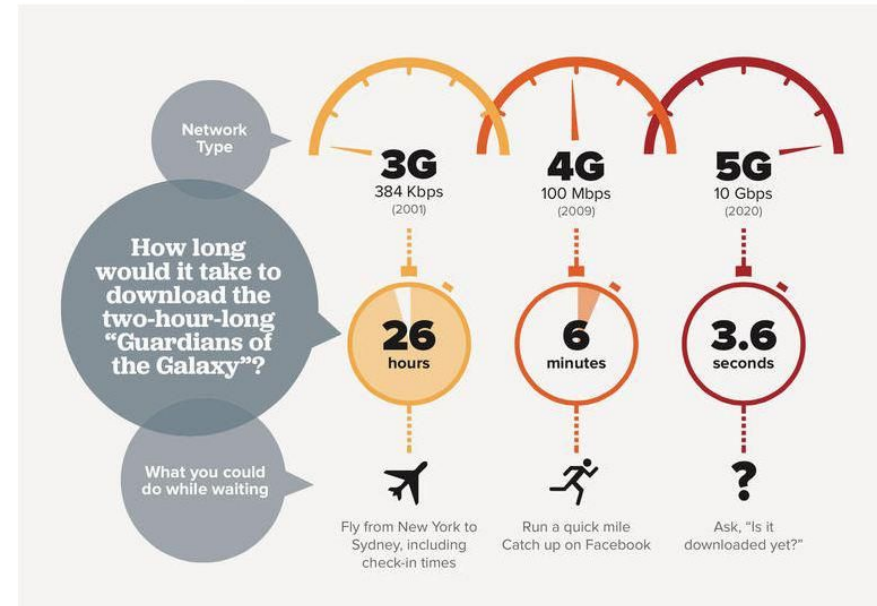 Network
Type
3G
384 Kbps
(2001)
4G
100 Mbps
(2009)
5G
10 Gbps
(2020)
How long
would it take to
download the
two-hour-long
“Guardians of
the Galaxy”?
26
hours
6
minutes
3.6
seconds
What you could
do while waiting
Fly from New York to
Sydney, including
check-in times
Run a quick mile
Catch up on Facebook
?
Ask, “Is it
downloaded yet?”